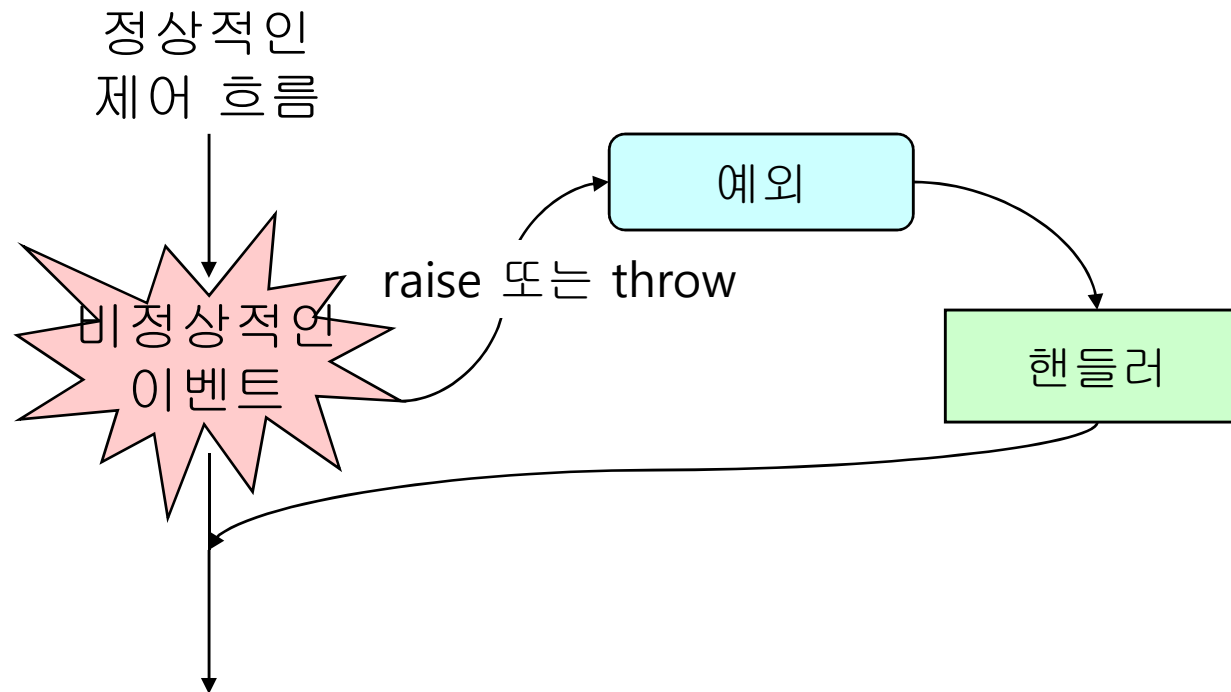 정상적인
제어 흐름
예외
raise 또는 throw
비정상적인
이벤트
핸들러